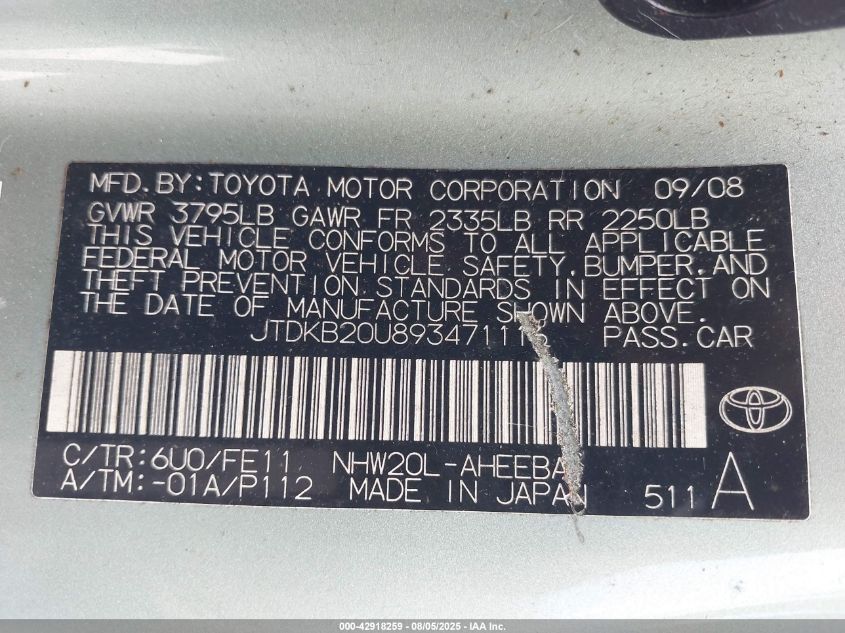 MFD.BY:TOYOTA MOTOR CORPORATION 09/08
GVWR 3795LB GAWR FR 2335LB RR 2250LB
THIS VEHICLE CONFORMS TO ALL APPLICABLE
FEDERAL MOTOR VEHICLE SAFETY,BUMPER,AND
THEFT PREVENTION STANDARDS IN EFFECT ON
THE DATE OF MANUFACTURE SHOWN ABOVE.
PASS.CAR
C/TR:6U0/FE11 NHW20L-AHEEBA
A/TM:-01A/P112 MADE IN JAPAN 511 A
000-42918259 - 08/05/2025 - IAA Inc.